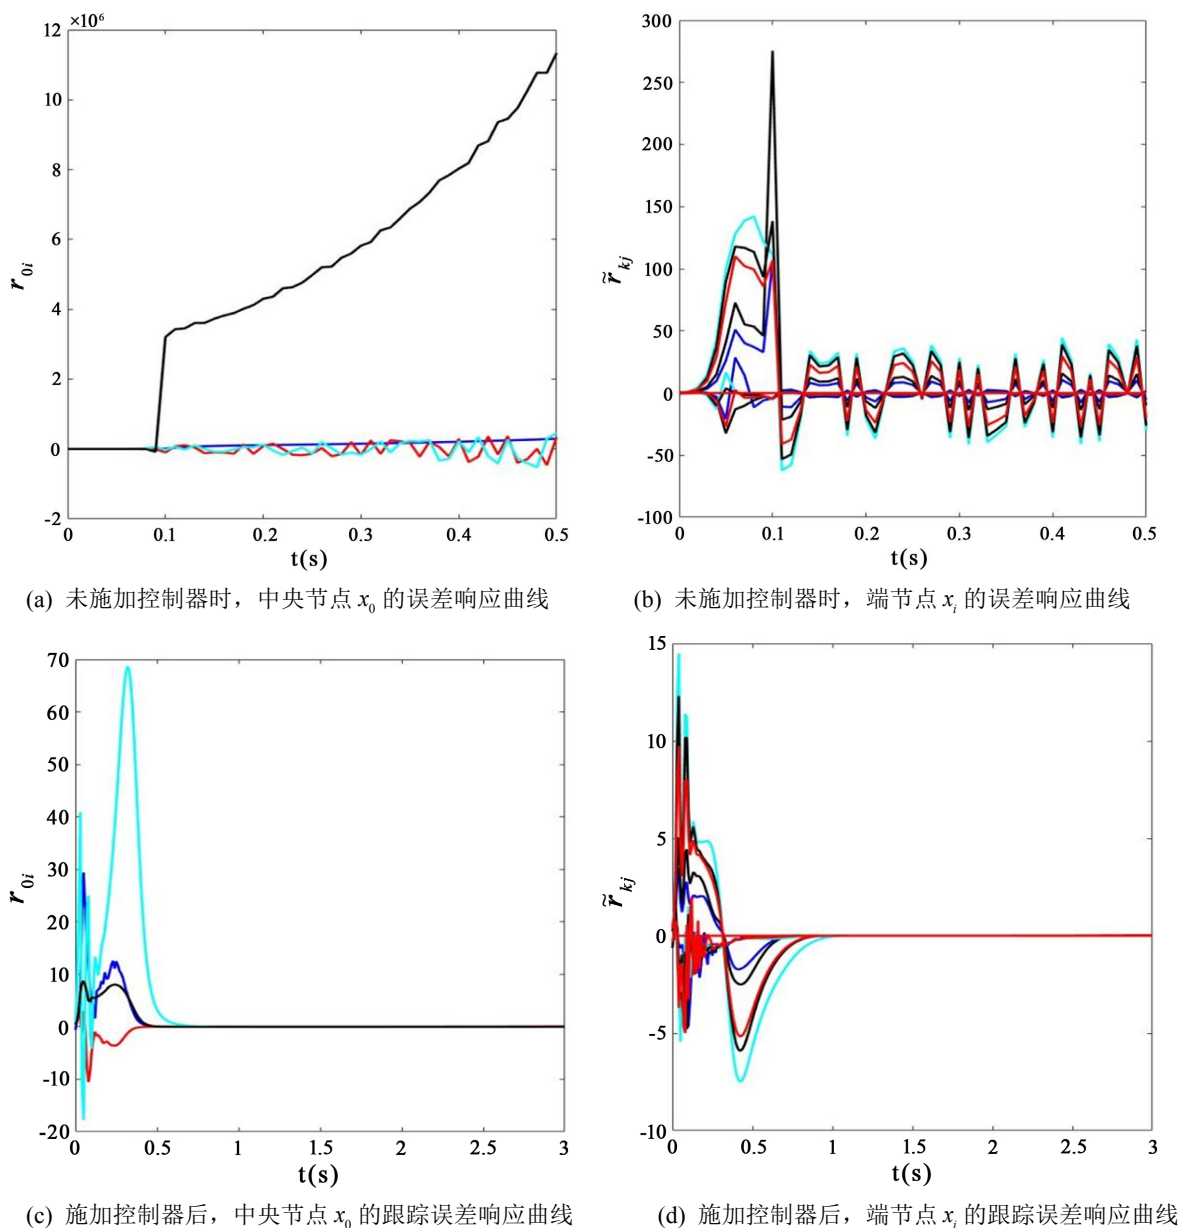 ×10⁶
12
10
8
6
4
2
0
-2
r₀ᵢ
0 0.1 0.2 0.3 0.4 0.5
t(s)
(a) 未施加控制器时，中央节点 x₀ 的误差响应曲线
300
250
200
150
100
50
0
-50
-100
r̃ₖⱼ
0 0.1 0.2 0.3 0.4 0.5
t(s)
(b) 未施加控制器时，端节点 xᵢ 的误差响应曲线
70
60
50
40
30
20
10
0
-10
-20
r₀ᵢ
0 0.5 1 1.5 2 2.5 3
t(s)
(c) 施加控制器后，中央节点 x₀ 的跟踪误差响应曲线
15
10
5
0
-5
-10
r̃ₖⱼ
0 0.5 1 1.5 2 2.5 3
t(s)
(d) 施加控制器后，端节点 xᵢ 的跟踪误差响应曲线